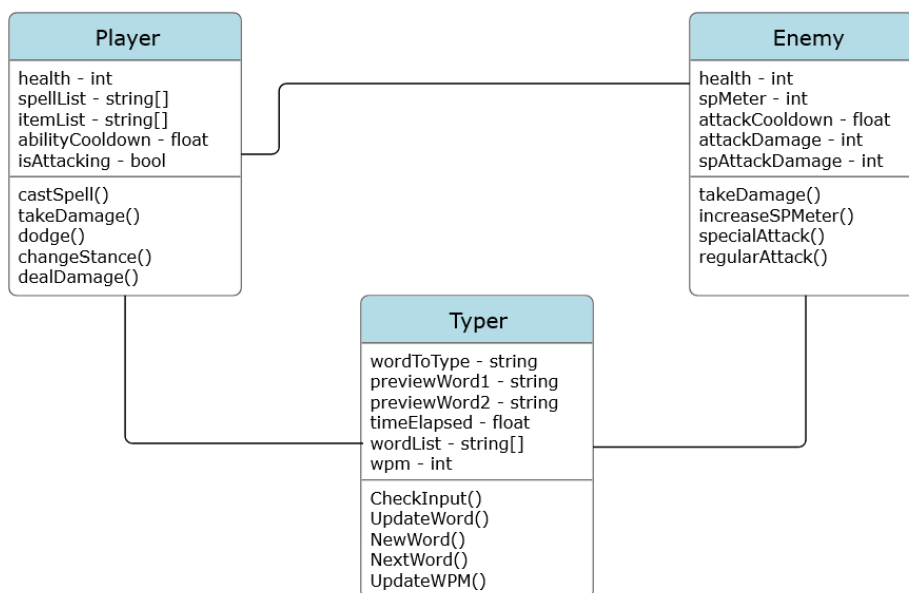 Player
health - int
spellList - string[]
itemList - string[]
abilityCooldown - float
isAttacking - bool
castSpell()
takeDamage()
dodge()
changeStance()
dealDamage()
Enemy
health - int
spMeter - int
attackCooldown - float
attackDamage - int
spAttackDamage - int
takeDamage()
increaseSPMeter()
specialAttack()
regularAttack()
Typer
wordToType - string
previewWord1 - string
previewWord2 - string
timeElapsed - float
wordList - string[]
wpm - int
CheckInput()
UpdateWord()
NewWord()
NextWord()
UpdateWPM()